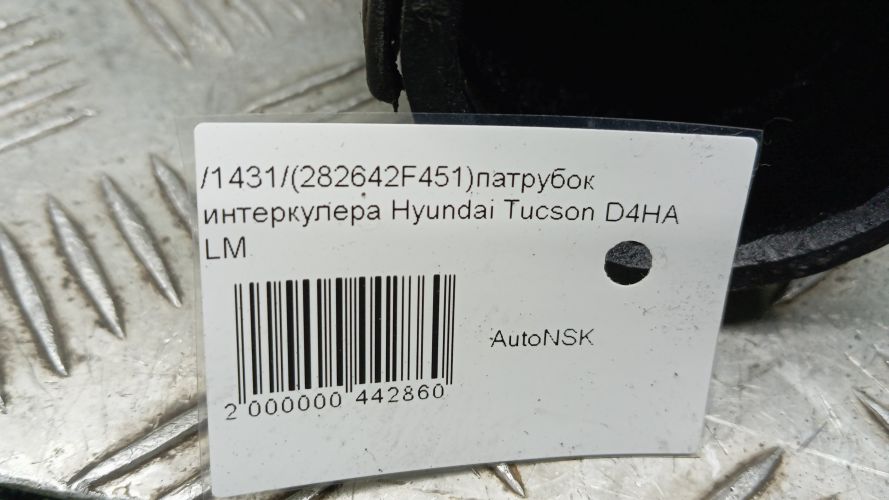 /1431/(282642F451)патрубок
интеркулера Hyundai Tucson D4HA
LM
AutoNSK
2 000000 442860